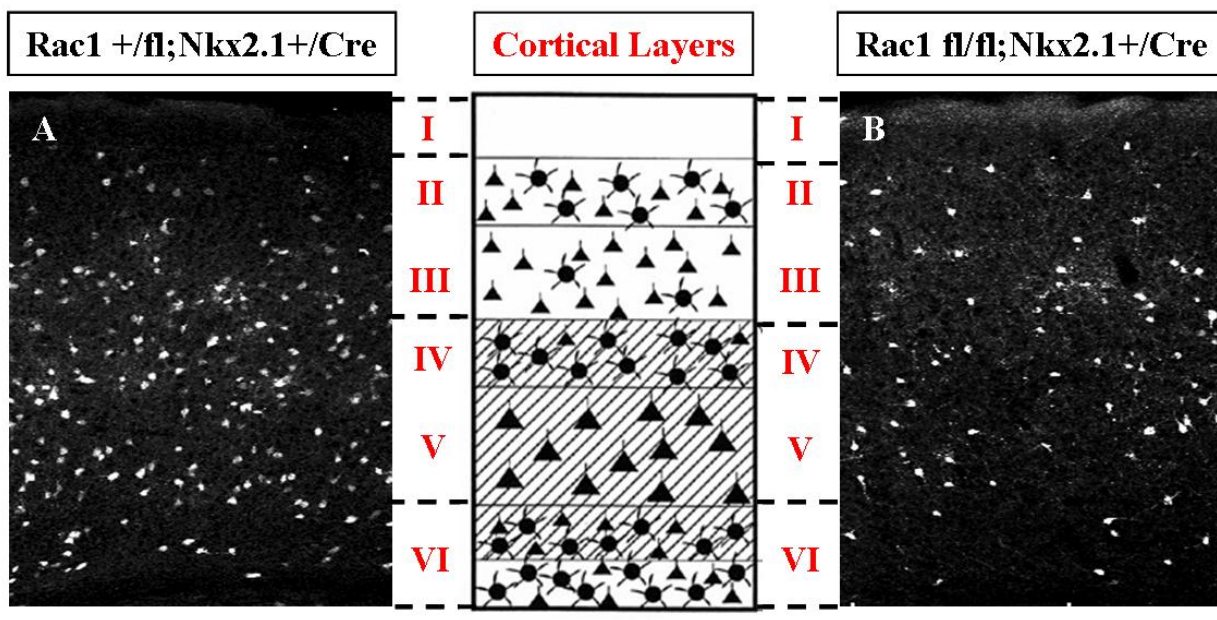 Rac1 +/fl;Nkx2.1+/Cre
Cortical Layers
Rac1 fl/fl;Nkx2.1+/Cre
A
I
II
III
IV
V
VI
I
II
III
IV
V
VI
B